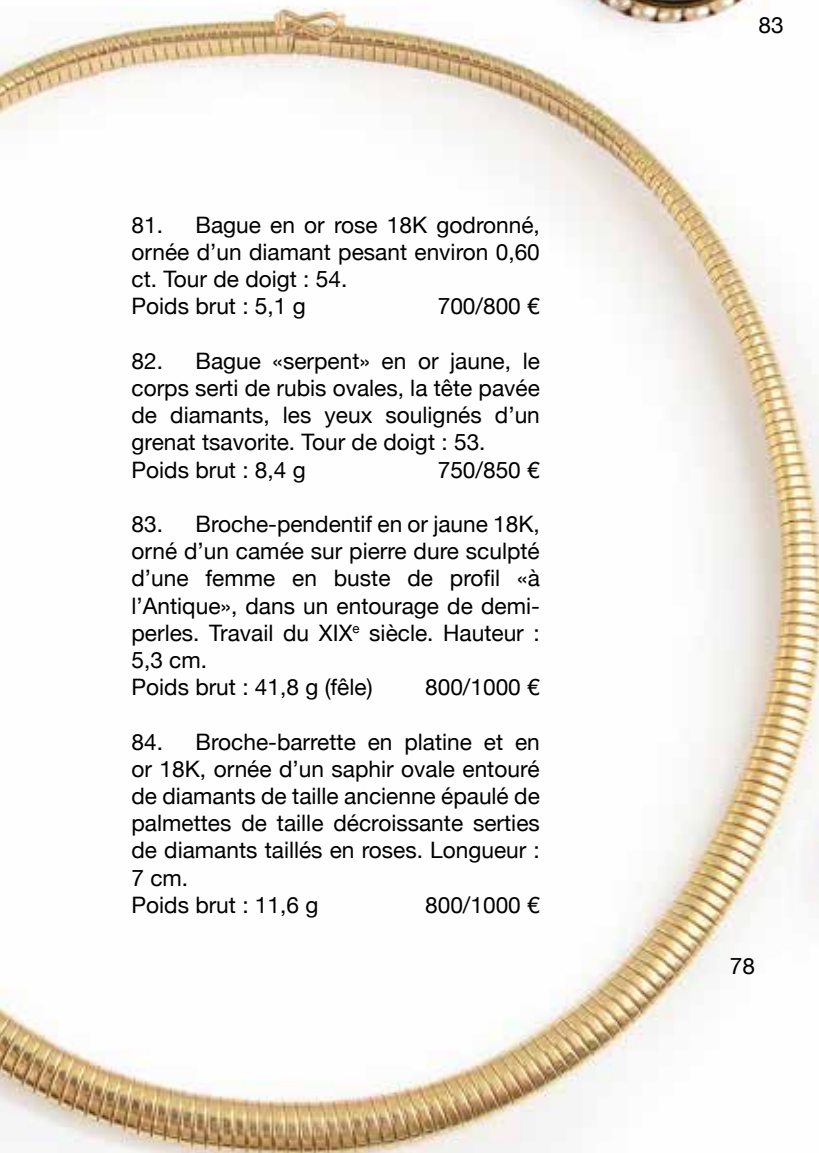 83
81. Bague en or rose 18K godronné,
ornée d'un diamant pesant environ 0,60
ct. Tour de doigt : 54.
Poids brut : 5,1 g 700/800 €
82. Bague «serpent» en or jaune, le
corps serti de rubis ovales, la tête pavée
de diamants, les yeux soulignés d'un
grenat tsavorite. Tour de doigt : 53.
Poids brut : 8,4 g 750/850 €
83. Broche-pendentif en or jaune 18K,
orné d'un camée sur pierre dure sculpté
d'une femme en buste de profil «à
l'Antique», dans un entourage de demi-
perles. Travail du XIXᵉ siècle. Hauteur :
5,3 cm.
Poids brut : 41,8 g (fêle) 800/1000 €
84. Broche-barrette en platine et en
or 18K, ornée d'un saphir ovale entouré
de diamants de taille ancienne épaulé de
palmettes de taille décroissante serties
de diamants taillés en roses. Longueur :
7 cm.
Poids brut : 11,6 g 800/1000 €
78